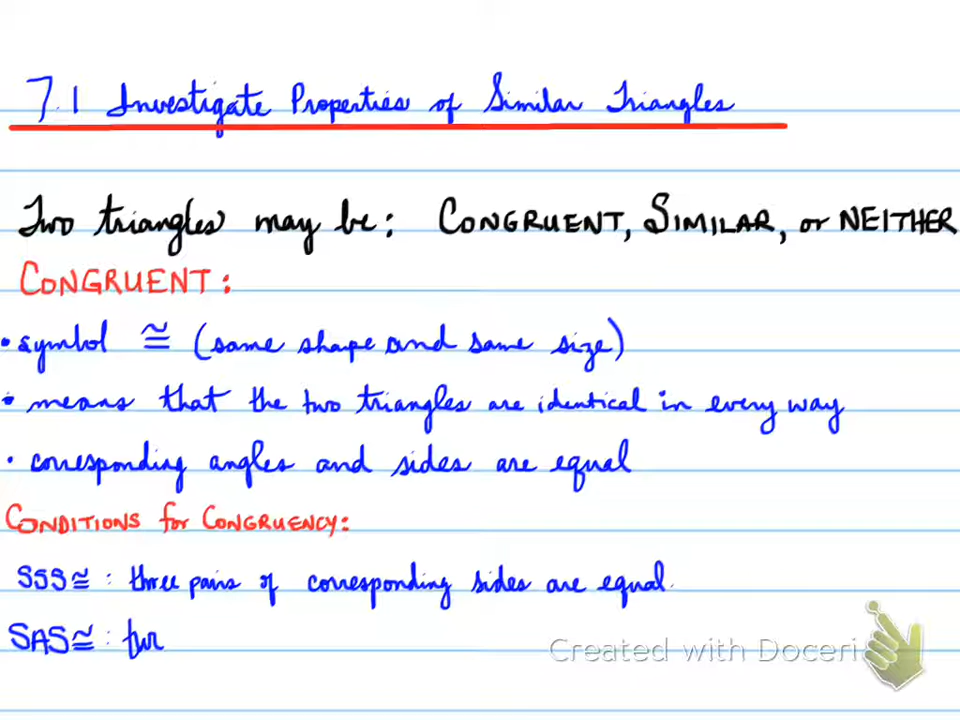 7.1 Investigate Properties of Similar Triangles
Two triangles may be: CONGRUENT, SIMILAR, or NEITHER
CONGRUENT:
• symbol ≅ (same shape and same size)
• means that the two triangles are identical in every way
• corresponding angles and sides are equal
CONDITIONS for CONGRUENCY:
SSS≅: three pairs of corresponding sides are equal.
SAS≅:
Created with Doceri